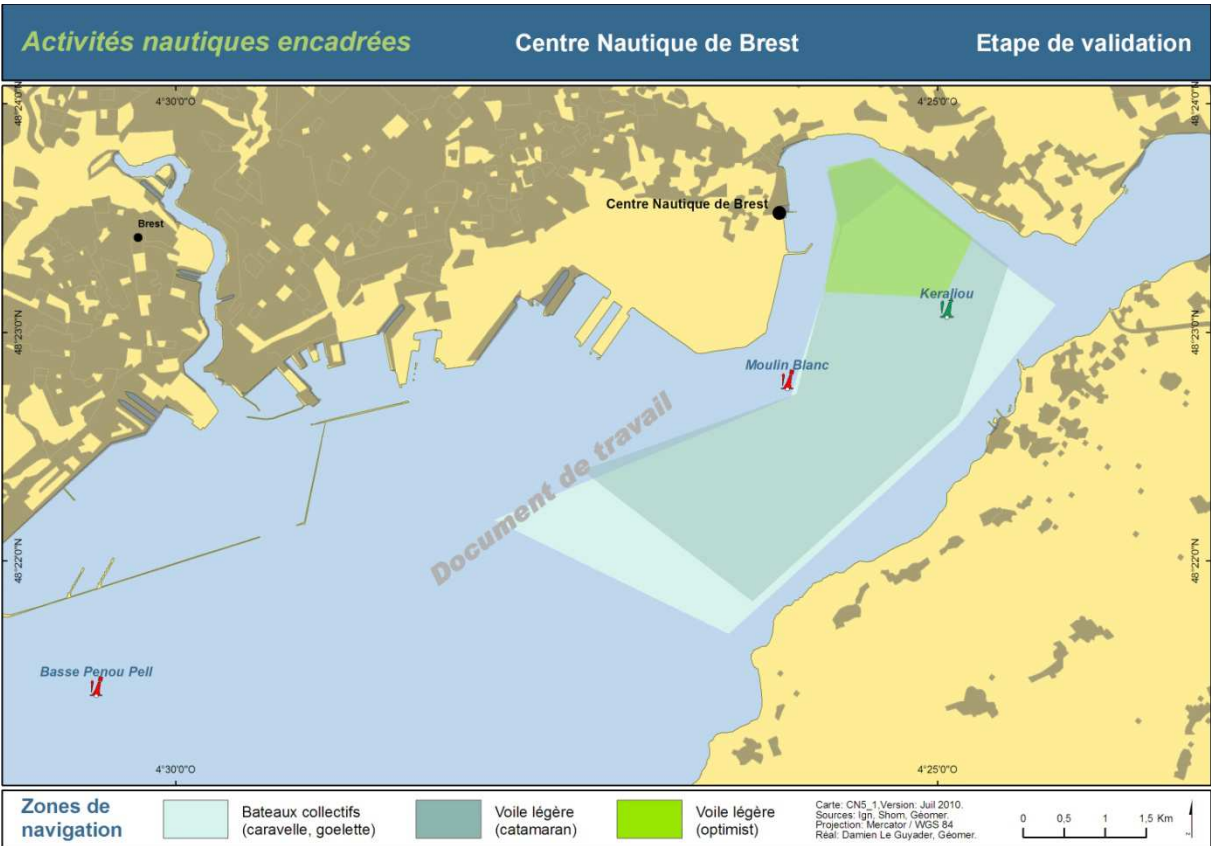 Activités nautiques encadrées
Centre Nautique de Brest
Etape de validation
4°30'0"O
4°25'0"O
48°24'0"N
48°24'0"N
Centre Nautique de Brest
Brest
Keraliou
48°23'0"N
48°23'0"N
Moulin Blanc
Document de travail
48°22'0"N
48°22'0"N
Basse Penou Pell
4°30'0"O
4°25'0"O
Zones de
navigation
Bateaux collectifs
(caravelle, goelette)
Voile légère
(catamaran)
Voile légère
(optimist)
Carte: CN5_1,Version: Juil 2010.
Sources: Ign, Shom, Géomer.
Projection: Mercator / WGS 84
Réal: Damien Le Guyader, Géomer.
0 0,5 1 1,5 Km